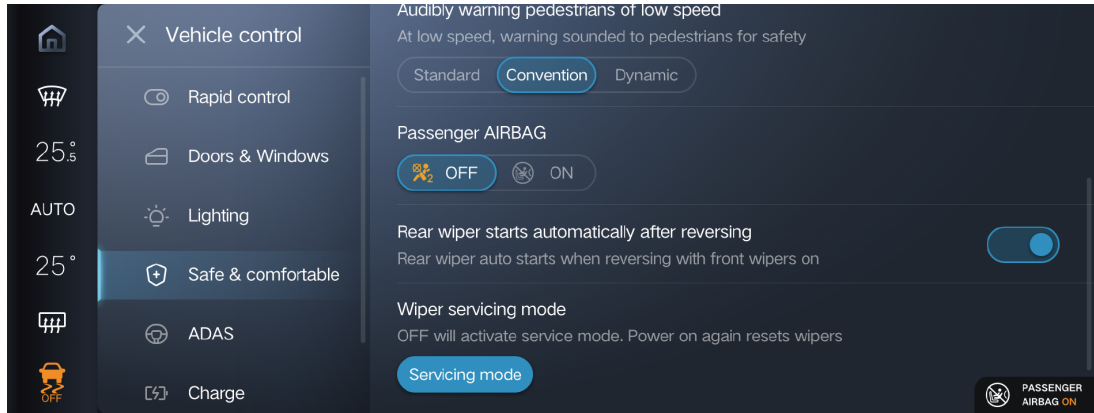 Audibly warning pedestrians of low speed
Vehicle control
At low speed, warning sounded to pedestrians for safety
Standard Convention Dynamic
Rapid control
Passenger AIRBAG
25.5°
Doors & Windows
2 OFF ON
AUTO
Lighting
Rear wiper starts automatically after reversing
Rear wiper auto starts when reversing with front wipers on
25°
Safe & comfortable
Wiper servicing mode
OFF will activate service mode. Power on again resets wipers
ADAS
Servicing mode
OFF
Charge
PASSENGER
AIRBAG ON